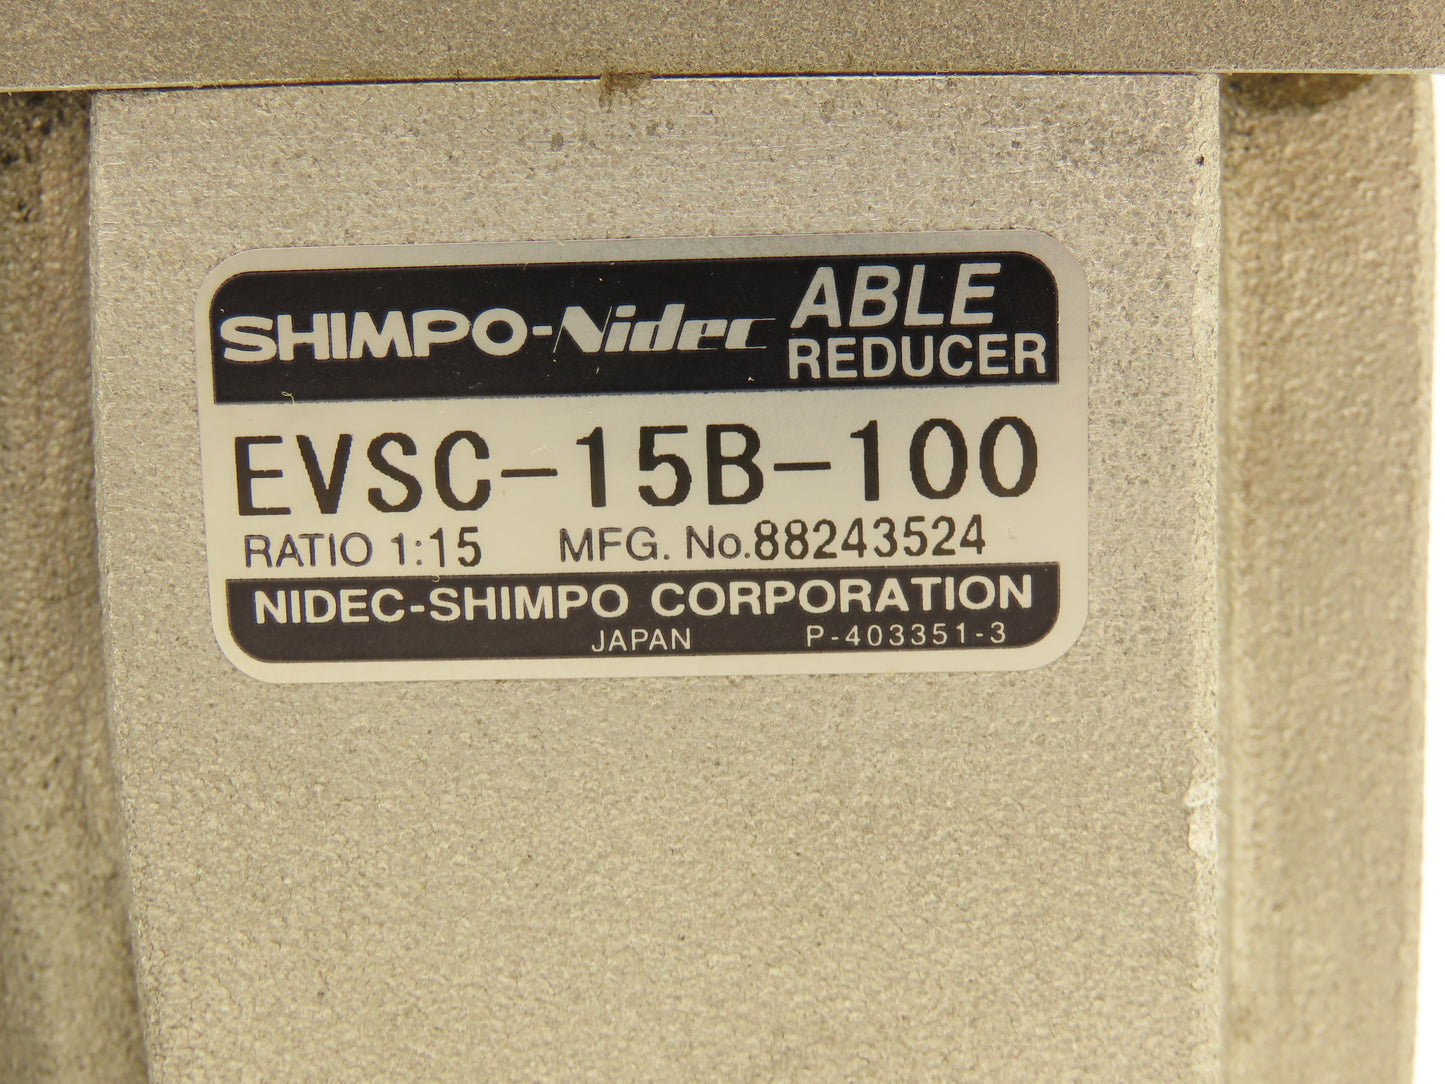 SHIMPO-Nidec ABLE
REDUCER
EVSC-15B-100
RATIO 1:15 MFG. No.88243524
NIDEC-SHIMPO CORPORATION
JAPAN P-403351-3